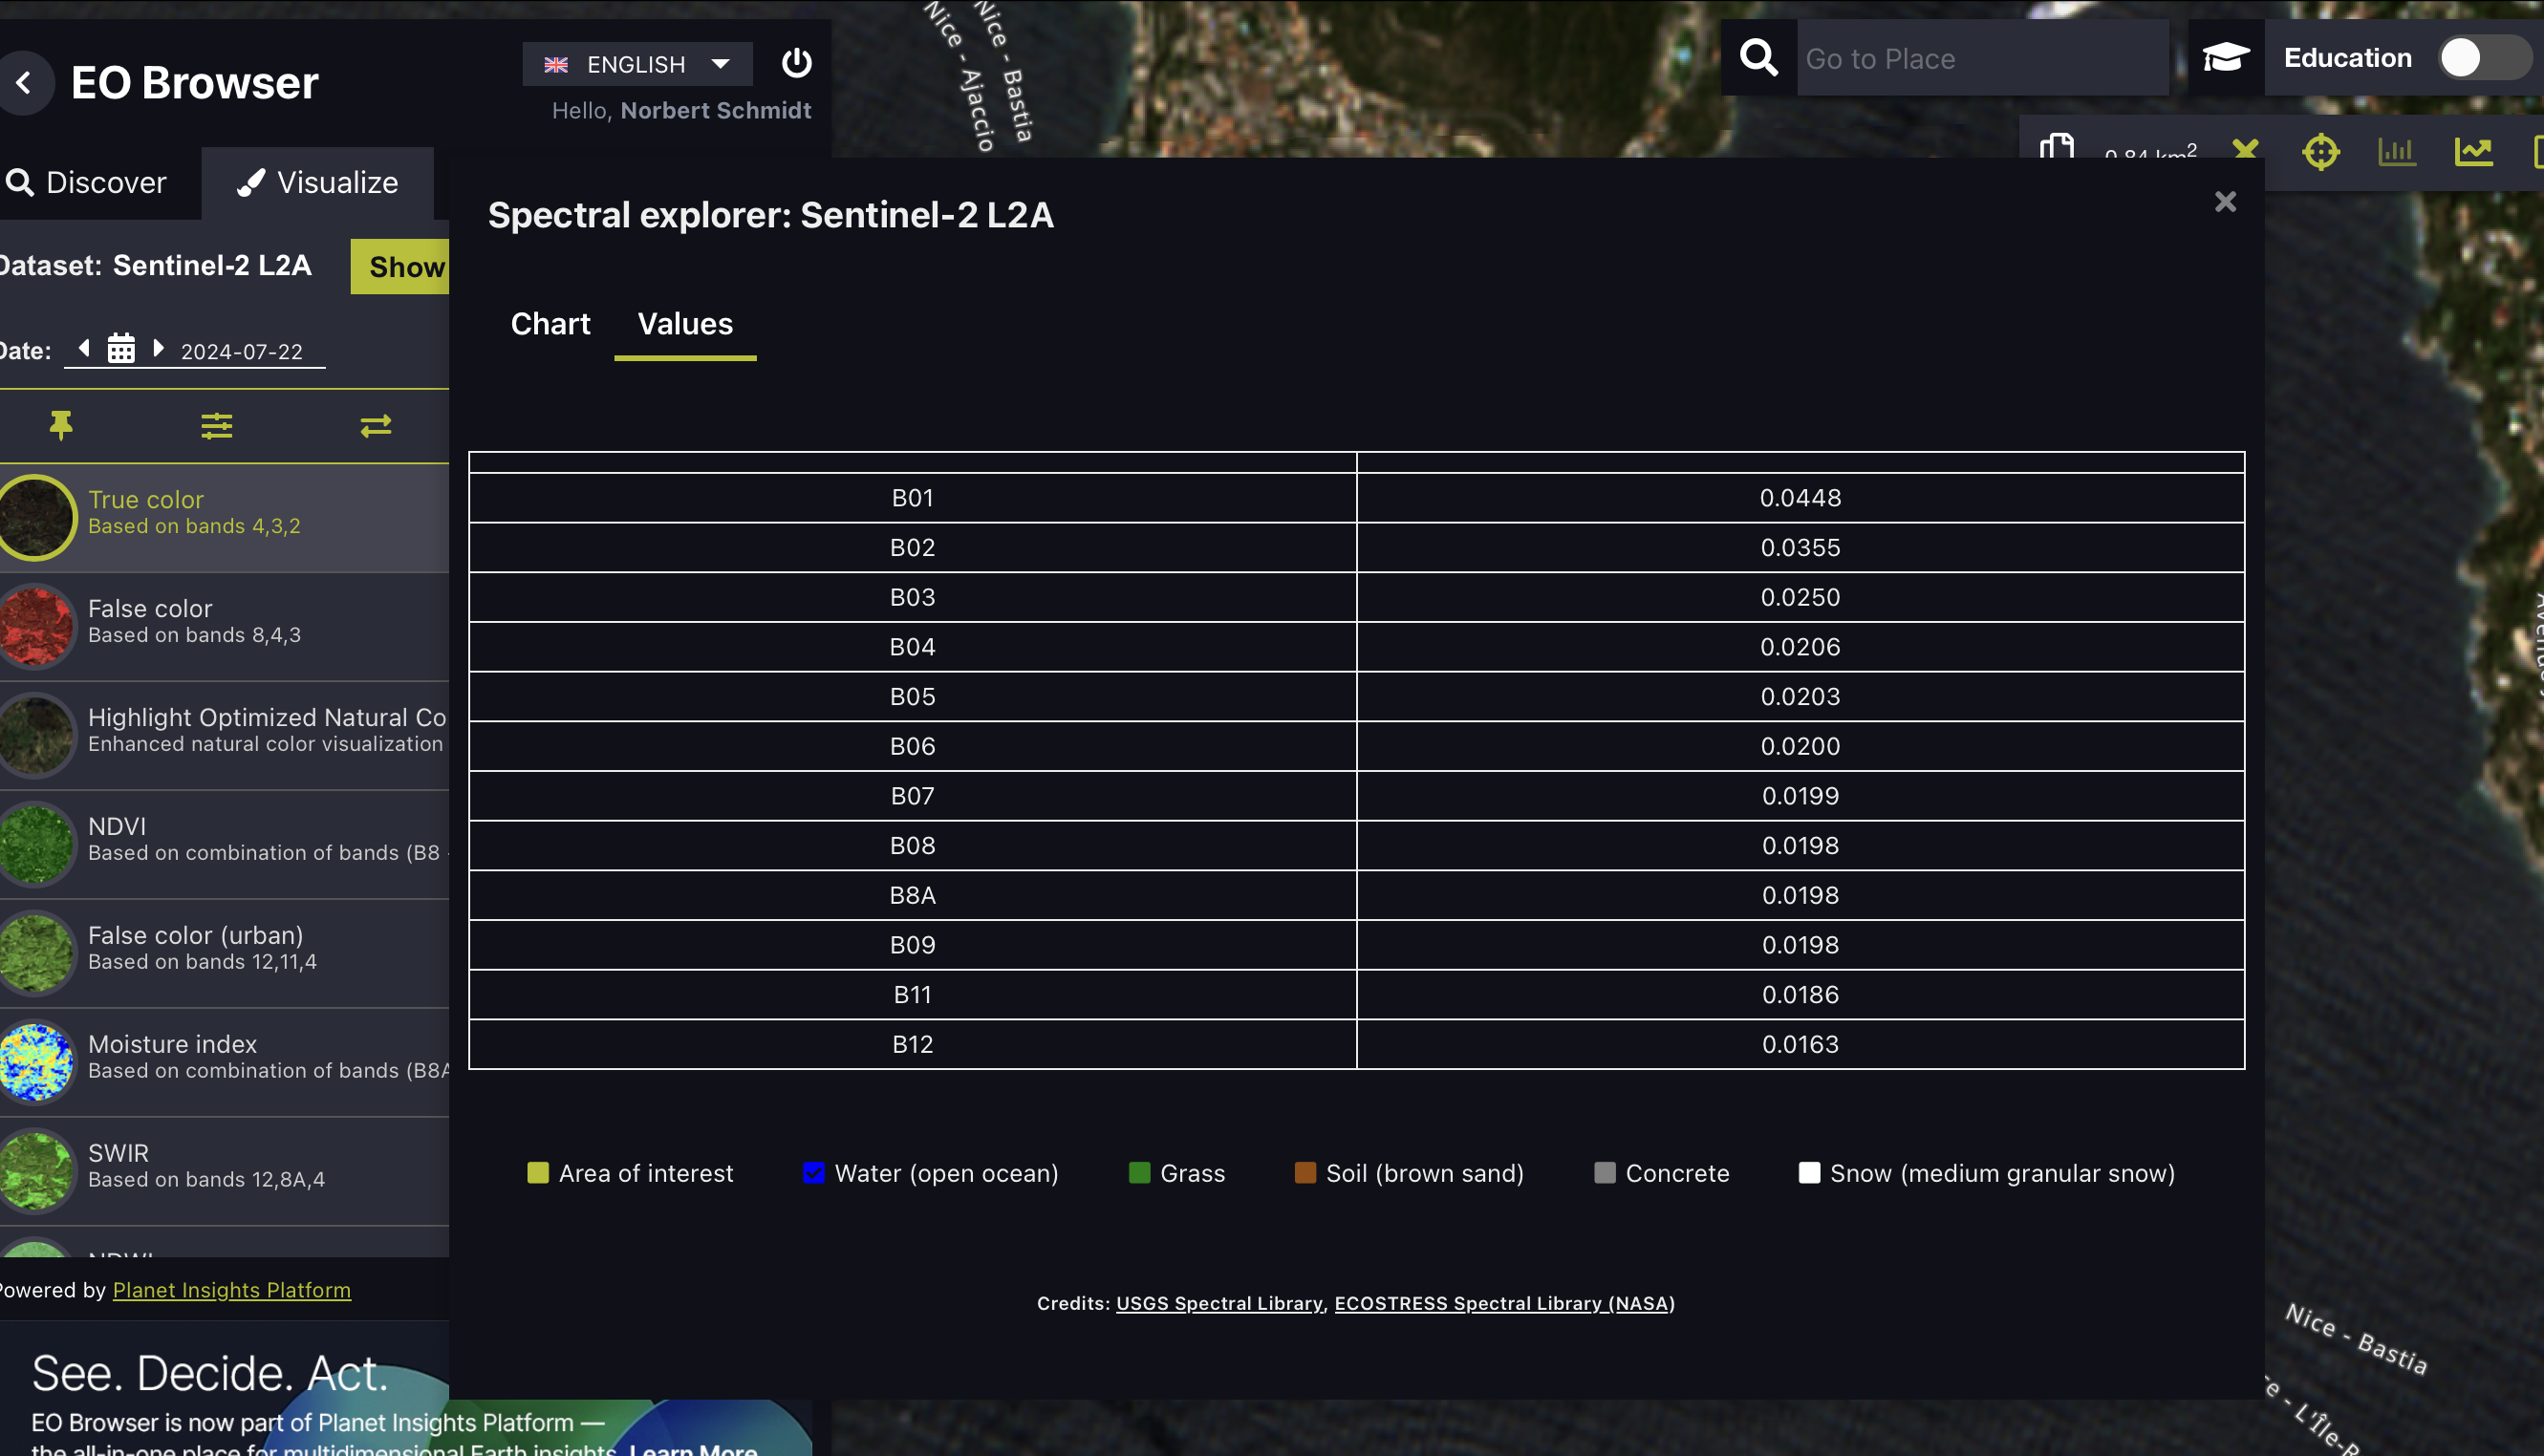 EO Browser
ENGLISH
Hello, Norbert Schmidt
Discover
Visualize
Dataset: Sentinel-2 L2A
Show
Date:
2024-07-22
True color
Based on bands 4,3,2
False color
Based on bands 8,4,3
Highlight Optimized Natural Co
Enhanced natural color visualization
NDVI
Based on combination of bands (B8
False color (urban)
Based on bands 12,11,4
Moisture index
Based on combination of bands (B8A
SWIR
Based on bands 12,8A,4
NDWI
Powered by Planet Insights Platform
See. Decide. Act.
EO Browser is now part of Planet Insights Platform —
the all-in-one place for multidimensional Earth insights. Learn More
Nice - Ajaccio
Nice - Bastia
Go to Place
Education
0.84 km2
Spectral explorer: Sentinel-2 L2A
Chart
Values
B01 0.0448
B02 0.0355
B03 0.0250
B04 0.0206
B05 0.0203
B06 0.0200
B07 0.0199
B08 0.0198
B8A 0.0198
B09 0.0198
B11 0.0186
B12 0.0163
Area of interest
Water (open ocean)
Grass
Soil (brown sand)
Concrete
Snow (medium granular snow)
Credits: USGS Spectral Library, ECOSTRESS Spectral Library (NASA)
Nice - Bastia